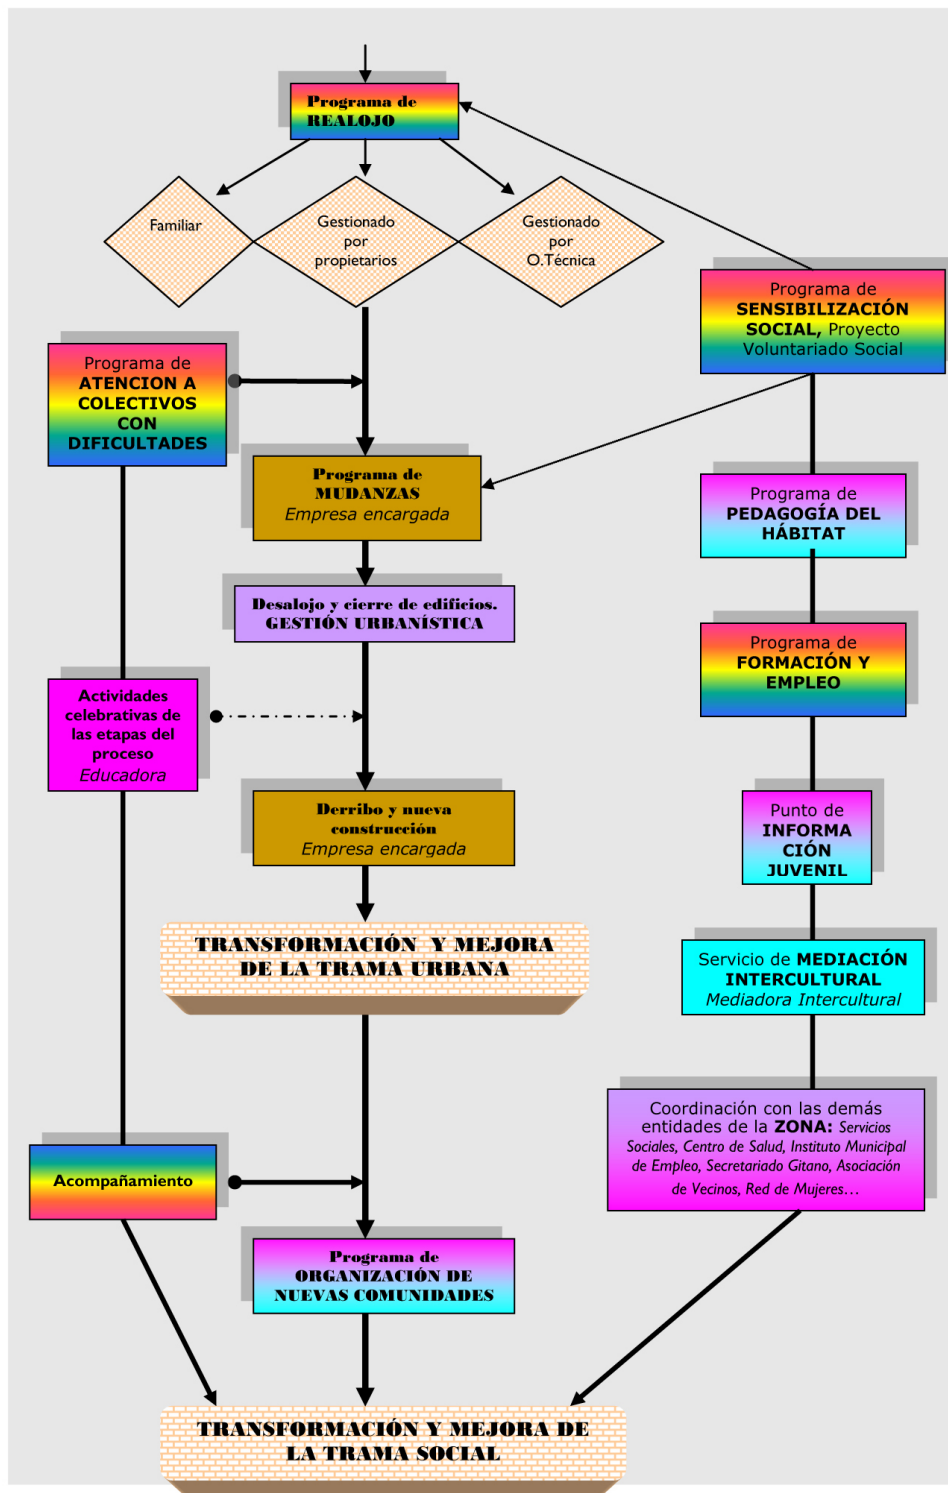 Programa de
REALOJO
Familiar
Gestionado
por
propietarios
Gestionado
por
O.Técnica
Programa de
SENSIBILIZACIÓN
SOCIAL, Proyecto
Voluntariado Social
Programa de
ATENCION A
COLECTIVOS
CON
DIFICULTADES
Programa de
MUDANZAS
Empresa encargada
Programa de
PEDAGOGÍA DEL
HÁBITAT
Desalojo y cierre de edificios.
GESTIÓN URBANÍSTICA
Programa de
FORMACIÓN Y
EMPLEO
Actividades
celebrativas de
las etapas del
proceso
Educadora
Derribo y nueva
construcción
Empresa encargada
Punto de
INFORMA
CIÓN
JUVENIL
TRANSFORMACIÓN Y MEJORA
DE LA TRAMA URBANA
Servicio de MEDIACIÓN
INTERCULTURAL
Mediadora Intercultural
Coordinación con las demás
entidades de la ZONA: Servicios
Sociales, Centro de Salud, Instituto Municipal
de Empleo, Secretariado Gitano, Asociación
de Vecinos, Red de Mujeres...
Acompañamiento
Programa de
ORGANIZACIÓN DE
NUEVAS COMUNIDADES
TRANSFORMACIÓN Y MEJORA DE
LA TRAMA SOCIAL